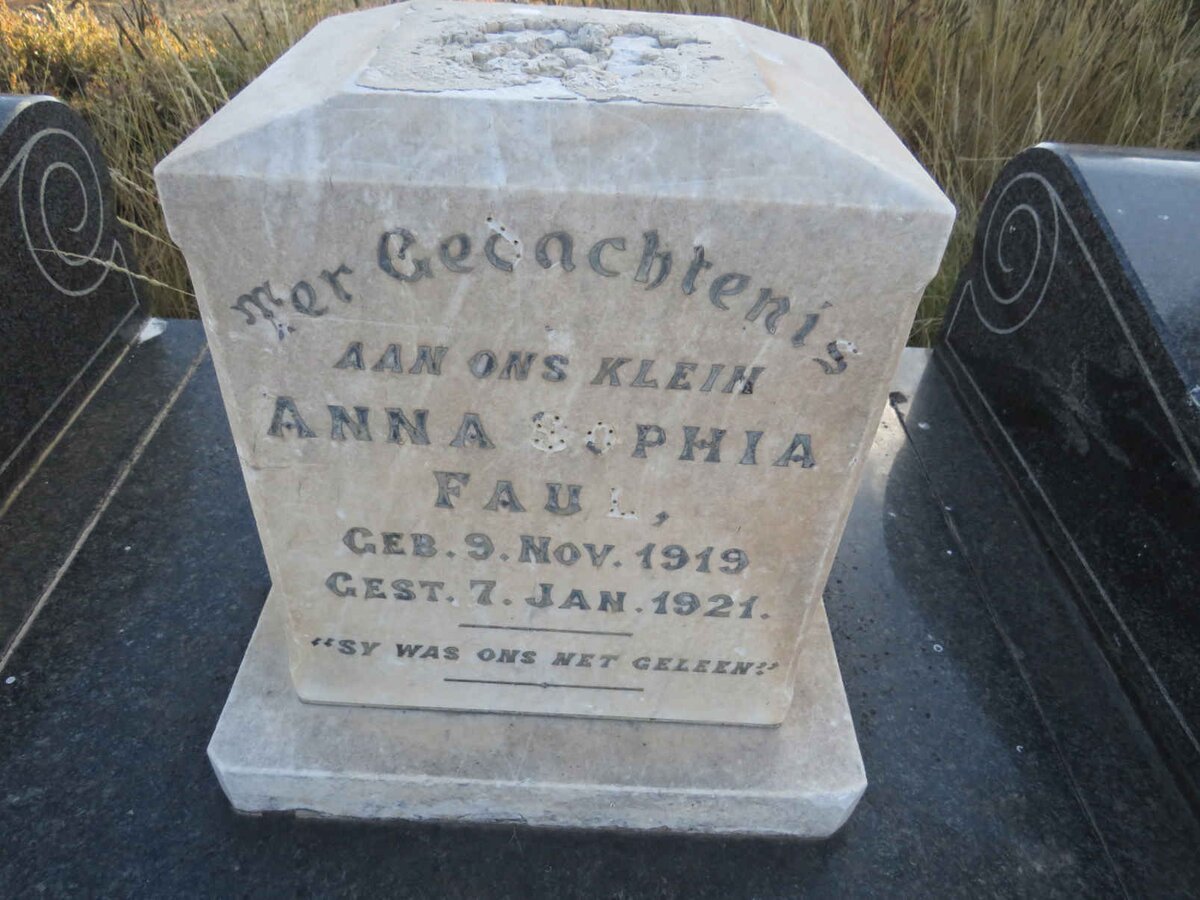 Ter Gedachtenis
AAN ONS KLEIN
ANNA SOPHIA
FAUL,
GEB. 9. NOV. 1919
GEST. 7. JAN. 1921.
"SY WAS ONS NET GELEEN!"